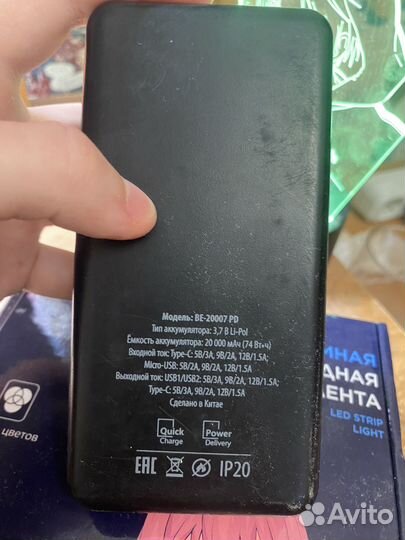 Модель: BE-20007 PD
Тип аккумулятора: 3,7 В Li-Pol
Ёмкость аккумулятора: 20 000 мАч (74 Вт•ч)
Входной ток: Type-C: 5В/3А, 9В/2А, 12В/1.5А;
Micro-USB: 5В/2А, 9В/2А, 12В/1.5А
Выходной ток: USB1/USB2: 5В/3А, 9В/2А, 12В/1.5А;
Type-C: 5В/3А, 9В/2А, 12В/1.5А
Сделано в Китае
Quick Charge
Power Delivery
EAC IP20
цветов
МНАЯ
ДНАЯ
ЕНТА
LED STRIP
LIGHT
Avito